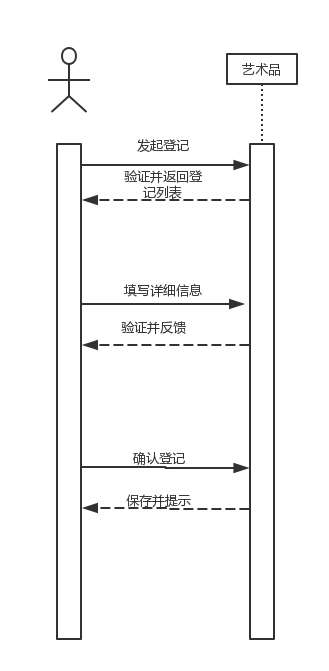 艺术品
发起登记
验证并返回登
记列表
填写详细信息
验证并反馈
确认登记
保存并提示